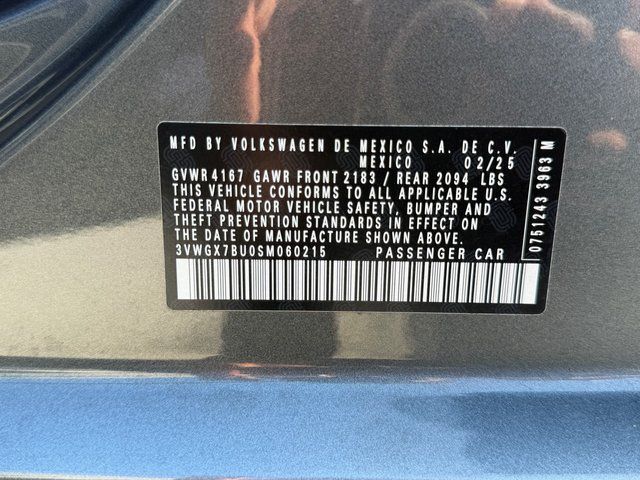 MFD BY VOLKSWAGEN DE MEXICO S.A. DE C.V.
MEXICO 02/25
GVWR 4167 GAWR FRONT 2183 / REAR 2094 LBS
THIS VEHICLE CONFORMS TO ALL APPLICABLE U.S.
FEDERAL MOTOR VEHICLE SAFETY, BUMPER AND
THEFT PREVENTION STANDARDS IN EFFECT ON
THE DATE OF MANUFACTURE SHOWN ABOVE.
3VWGX7BU0SM060215 PASSENGER CAR
0751243 3963 M